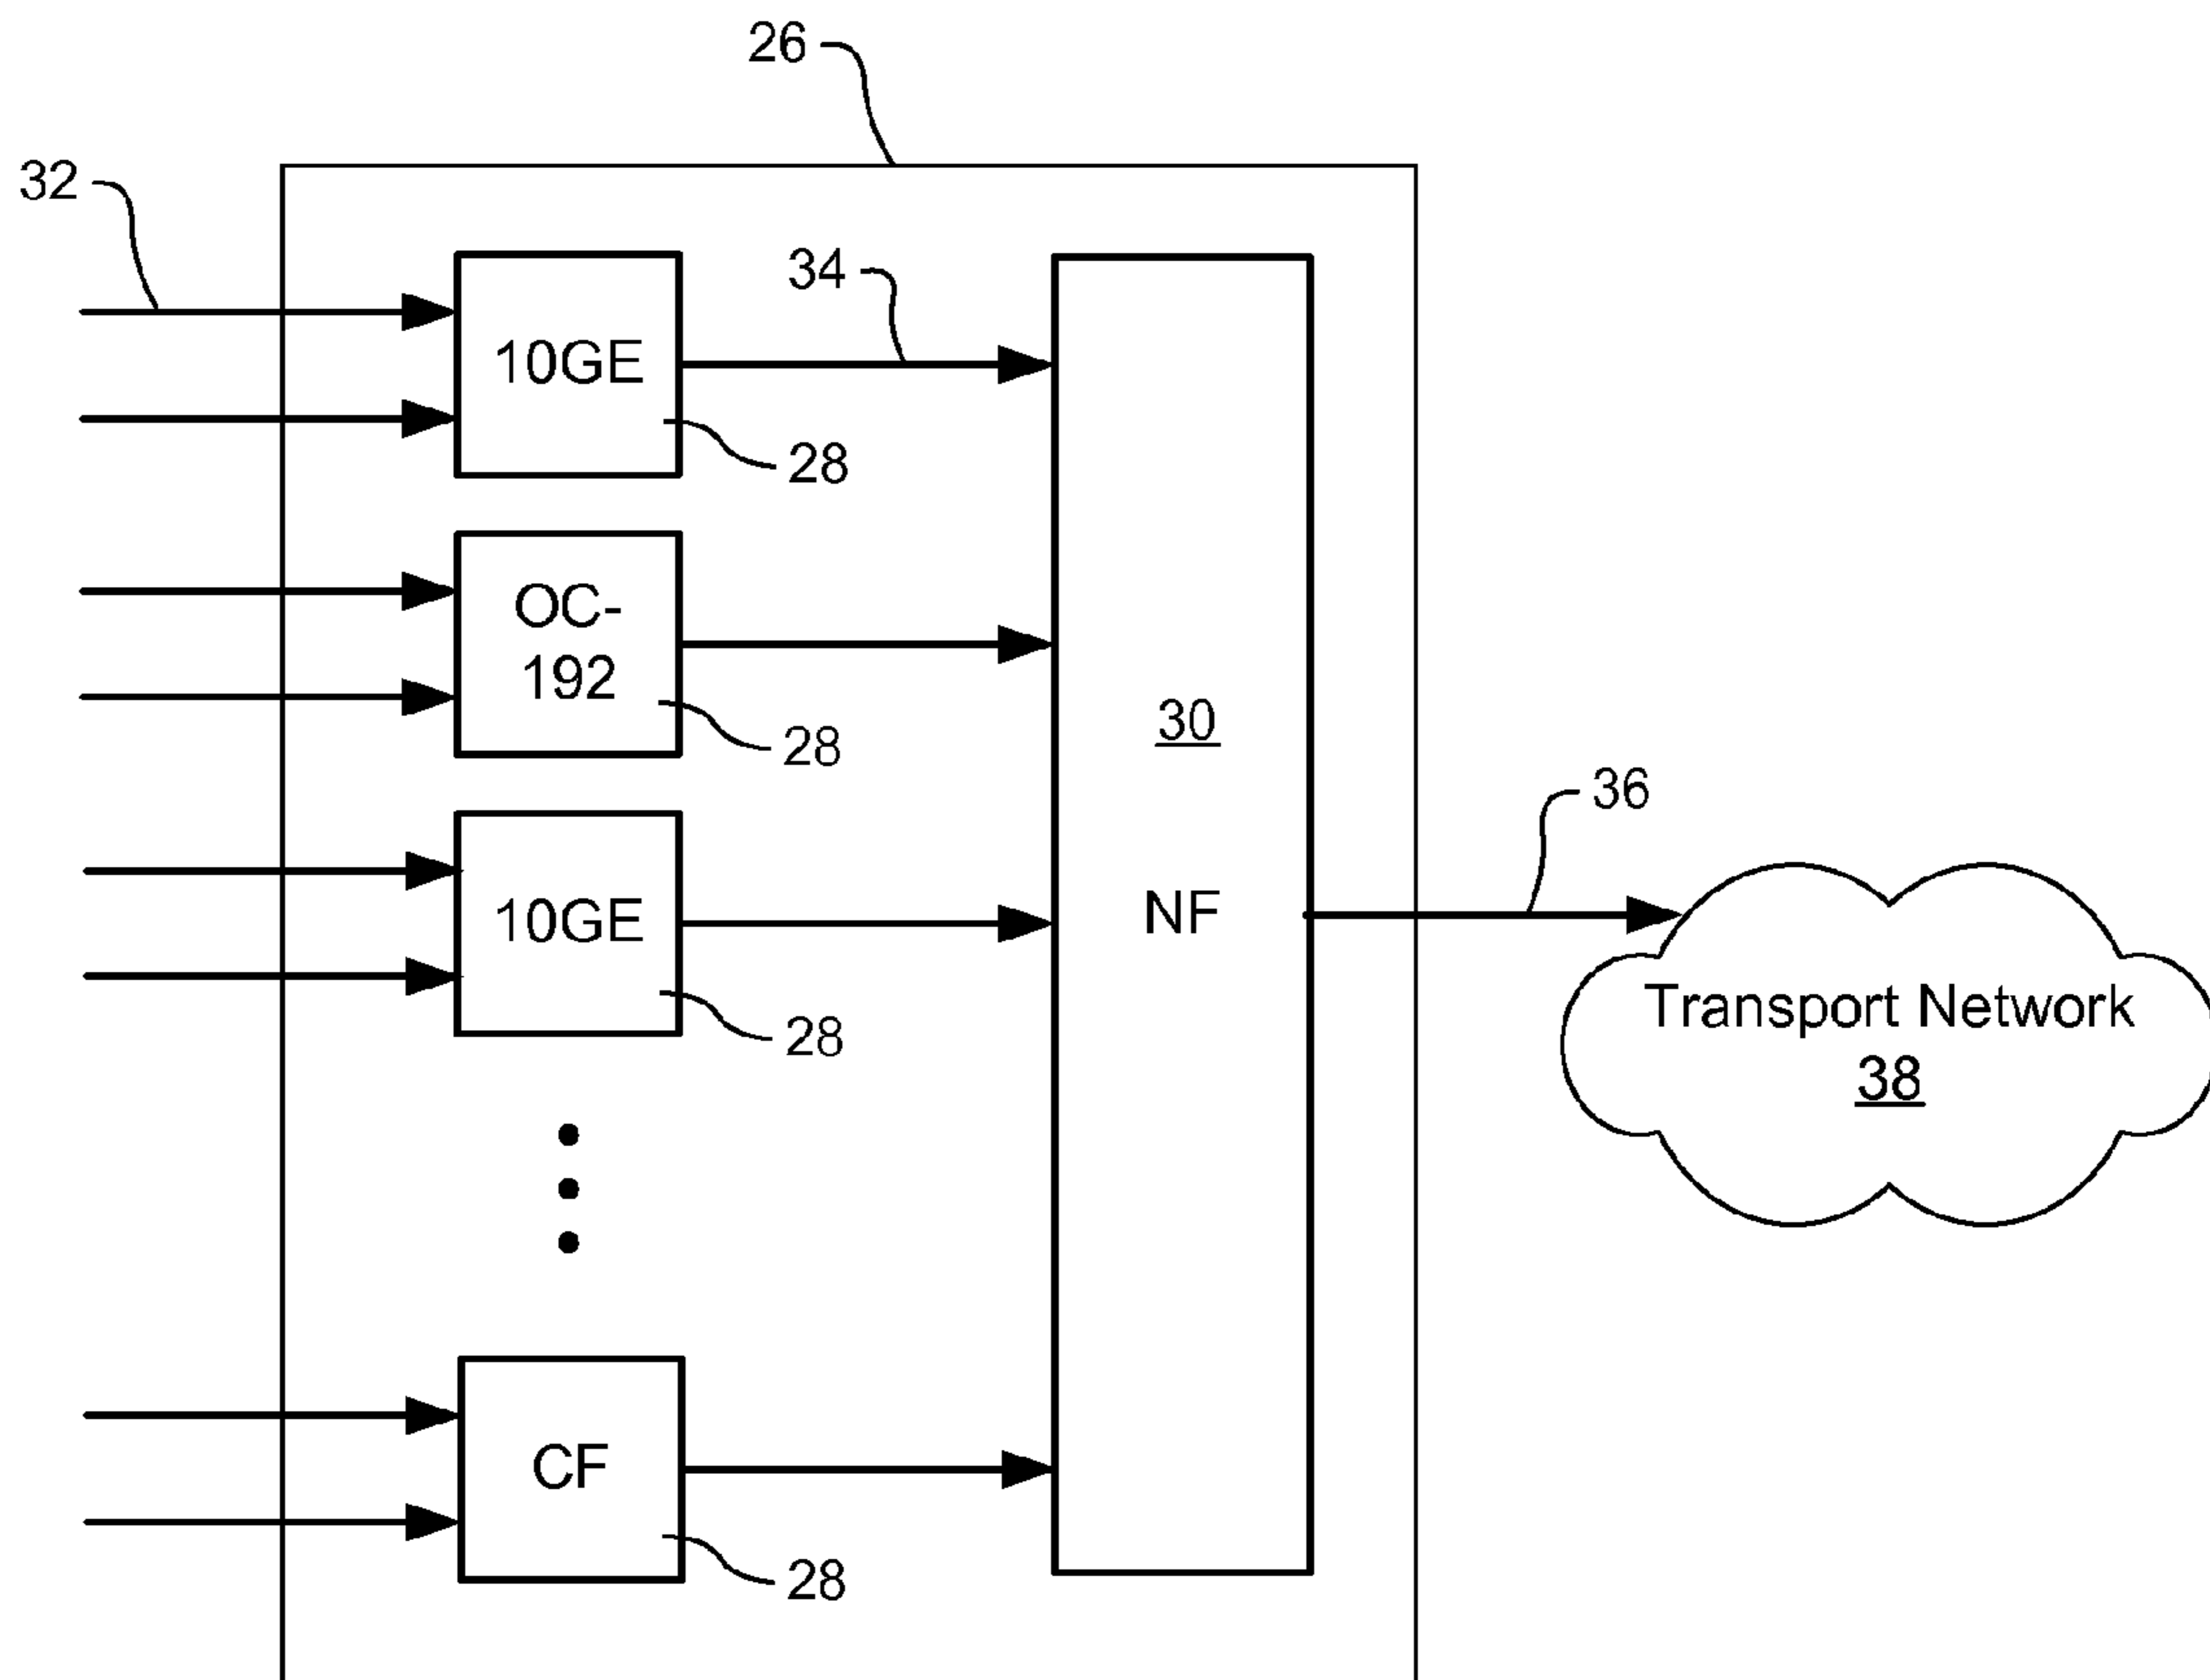 26
32
34
10GE
28
OC-
192
28
30
36
10GE
NF
28
Transport Network
38
CF
28